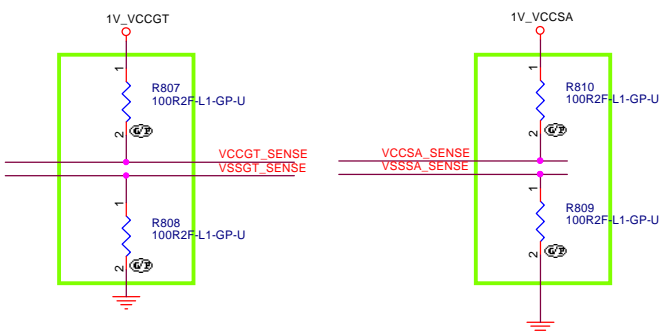 1V_VCCGT
1
R807
100R2F-L1-GP-U
2
G/P
VCCGT_SENSE
VSSGT_SENSE
1
R808
100R2F-L1-GP-U
2
G/P
1V_VCCSA
1
R810
100R2F-L1-GP-U
2
G/P
VCCSA_SENSE
VSSSA_SENSE
1
R809
100R2F-L1-GP-U
2
G/P